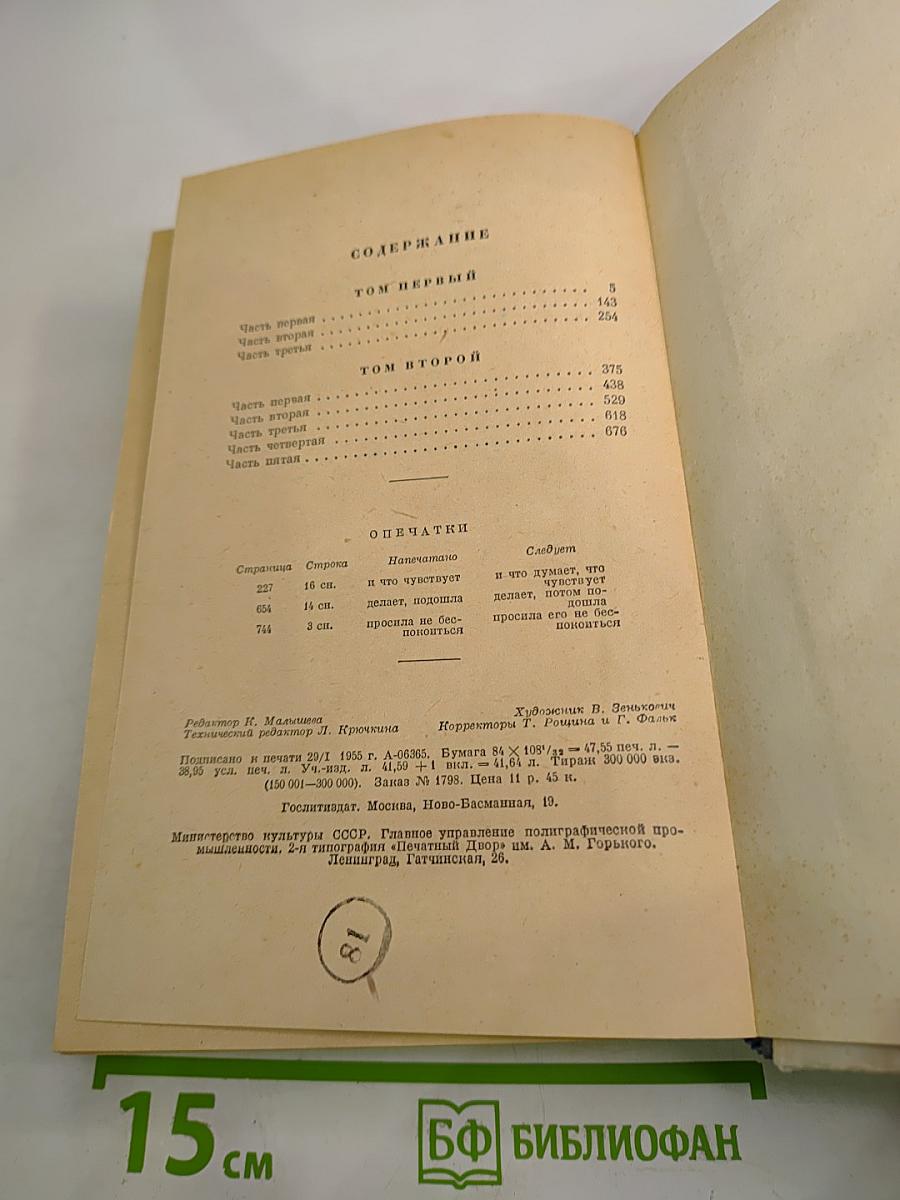 СОДЕРЖАНИЕ
ТОМ ПЕРВЫЙ
Часть первая . . . . . . . . . . . . . . . . . . . . . . . . . . 5
Часть вторая . . . . . . . . . . . . . . . . . . . . . . . . . . 143
Часть третья . . . . . . . . . . . . . . . . . . . . . . . . . . 254
ТОМ ВТОРОЙ
Часть первая . . . . . . . . . . . . . . . . . . . . . . . . . . 375
Часть вторая . . . . . . . . . . . . . . . . . . . . . . . . . . 438
Часть третья . . . . . . . . . . . . . . . . . . . . . . . . . . 529
Часть четвертая . . . . . . . . . . . . . . . . . . . . . . . . 618
Часть пятая . . . . . . . . . . . . . . . . . . . . . . . . . . . 676
ОПЕЧАТКИ
Страница Строка Напечатано Следует
227 16 сн. и что чувствует и что думает, что
чувствует
654 14 сн. делает, подошла делает, потом по-
дошла
744 3 сн. просила не бес- просила его не бес-
покоиться покоиться
Редактор К. Малышева Художник В. Зенькович
Технический редактор Л. Крючкина Корректоры Т. Рощина и Г. Фальк
Подписано к печати 29/I 1955 г. А-06365. Бумага 84 × 108¹/₃₂ = 47,55 печ. л. —
38,95 усл. печ. л. Уч.-изд. л. 41,59 + 1 вкл. = 41,64 л. Тираж 300 000 экз.
(150 001—300 000). Заказ № 1798. Цена 11 р. 45 к.
Гослитиздат. Москва, Ново-Басманная, 19.
Министерство культуры СССР. Главное управление полиграфической про-
мышленности. 2-я типография «Печатный Двор» им. А. М. Горького.
Ленинград, Гатчинская, 26.
81
15 см
БФ БИБЛИОФАН